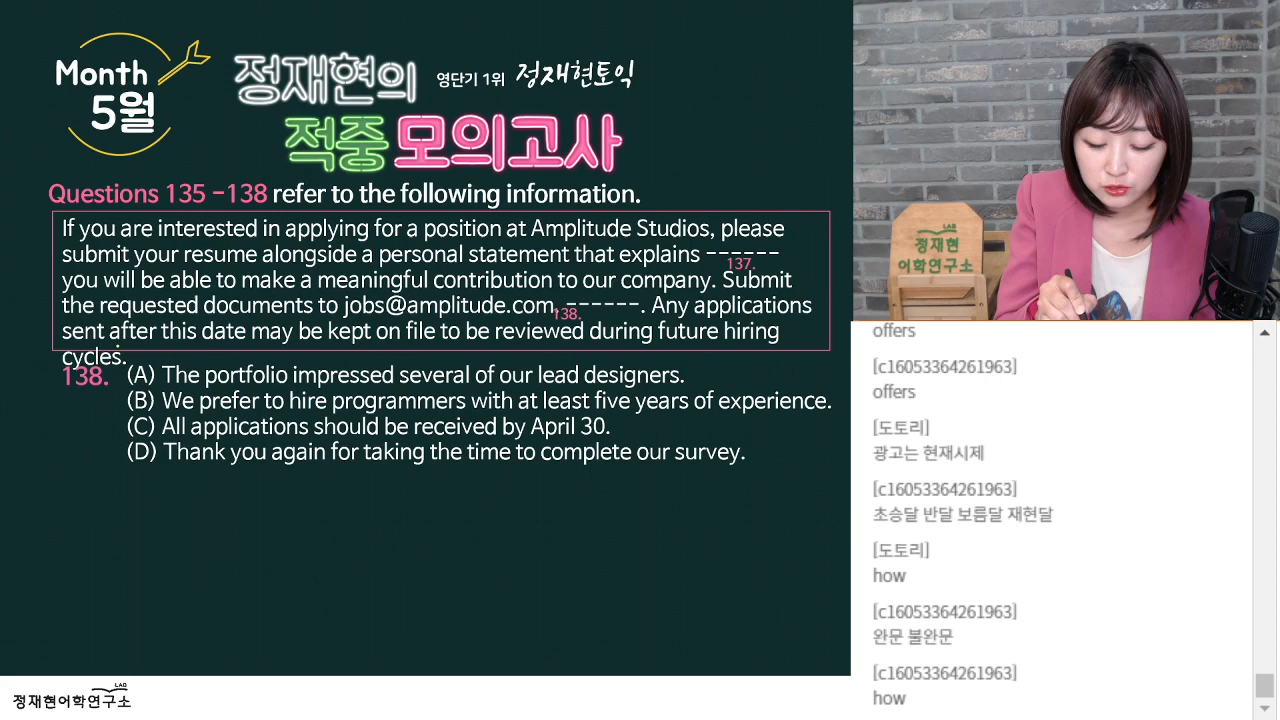 Month
5월
정재현의
영단기 1위 정재현토익
적중 모의고사
Questions 135 -138 refer to the following information.
If you are interested in applying for a position at Amplitude Studios, please
submit your resume alongside a personal statement that explains ------
137.
you will be able to make a meaningful contribution to our company. Submit
the requested documents to jobs@amplitude.com. ------. Any applications
138.
sent after this date may be kept on file to be reviewed during future hiring
cycles.
138. (A) The portfolio impressed several of our lead designers.
(B) We prefer to hire programmers with at least five years of experience.
(C) All applications should be received by April 30.
(D) Thank you again for taking the time to complete our survey.
LAB
정재현어학연구소
LAB
정재현
어학연구소
offers
[c16053364261963]
offers
[도토리]
광고는 현재시제
[c16053364261963]
초승달 반달 보름달 재현달
[도토리]
how
[c16053364261963]
완문 불완문
[c16053364261963]
how